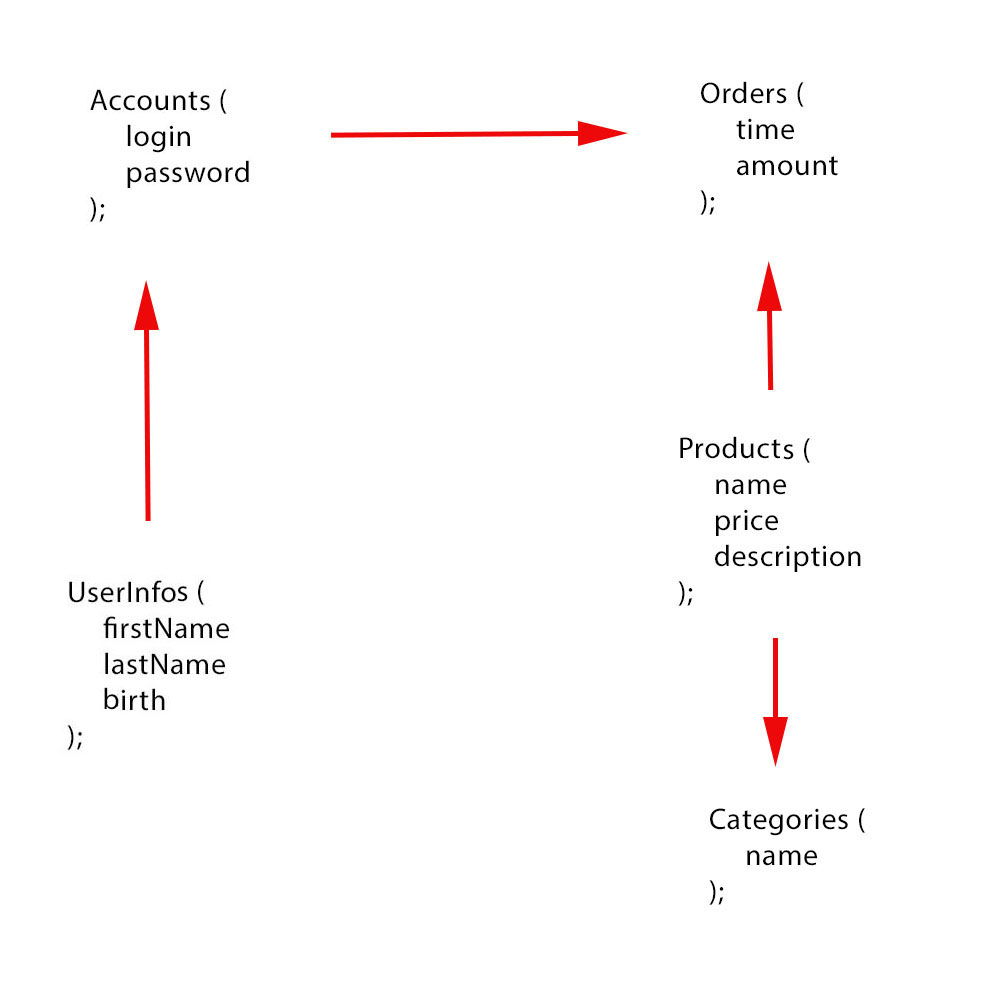 Accounts (
login
password
);
Orders (
time
amount
);
Products (
name
price
description
);
UserInfos (
firstName
lastName
birth
);
Categories (
name
);